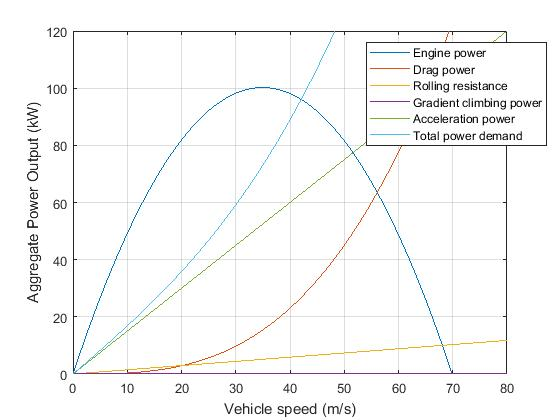 120
100
80
60
40
20
0
Aggregate Power Output (kW)
Engine power
Drag power
Rolling resistance
Gradient climbing power
Acceleration power
Total power demand
0 10 20 30 40 50 60 70 80
Vehicle speed (m/s)